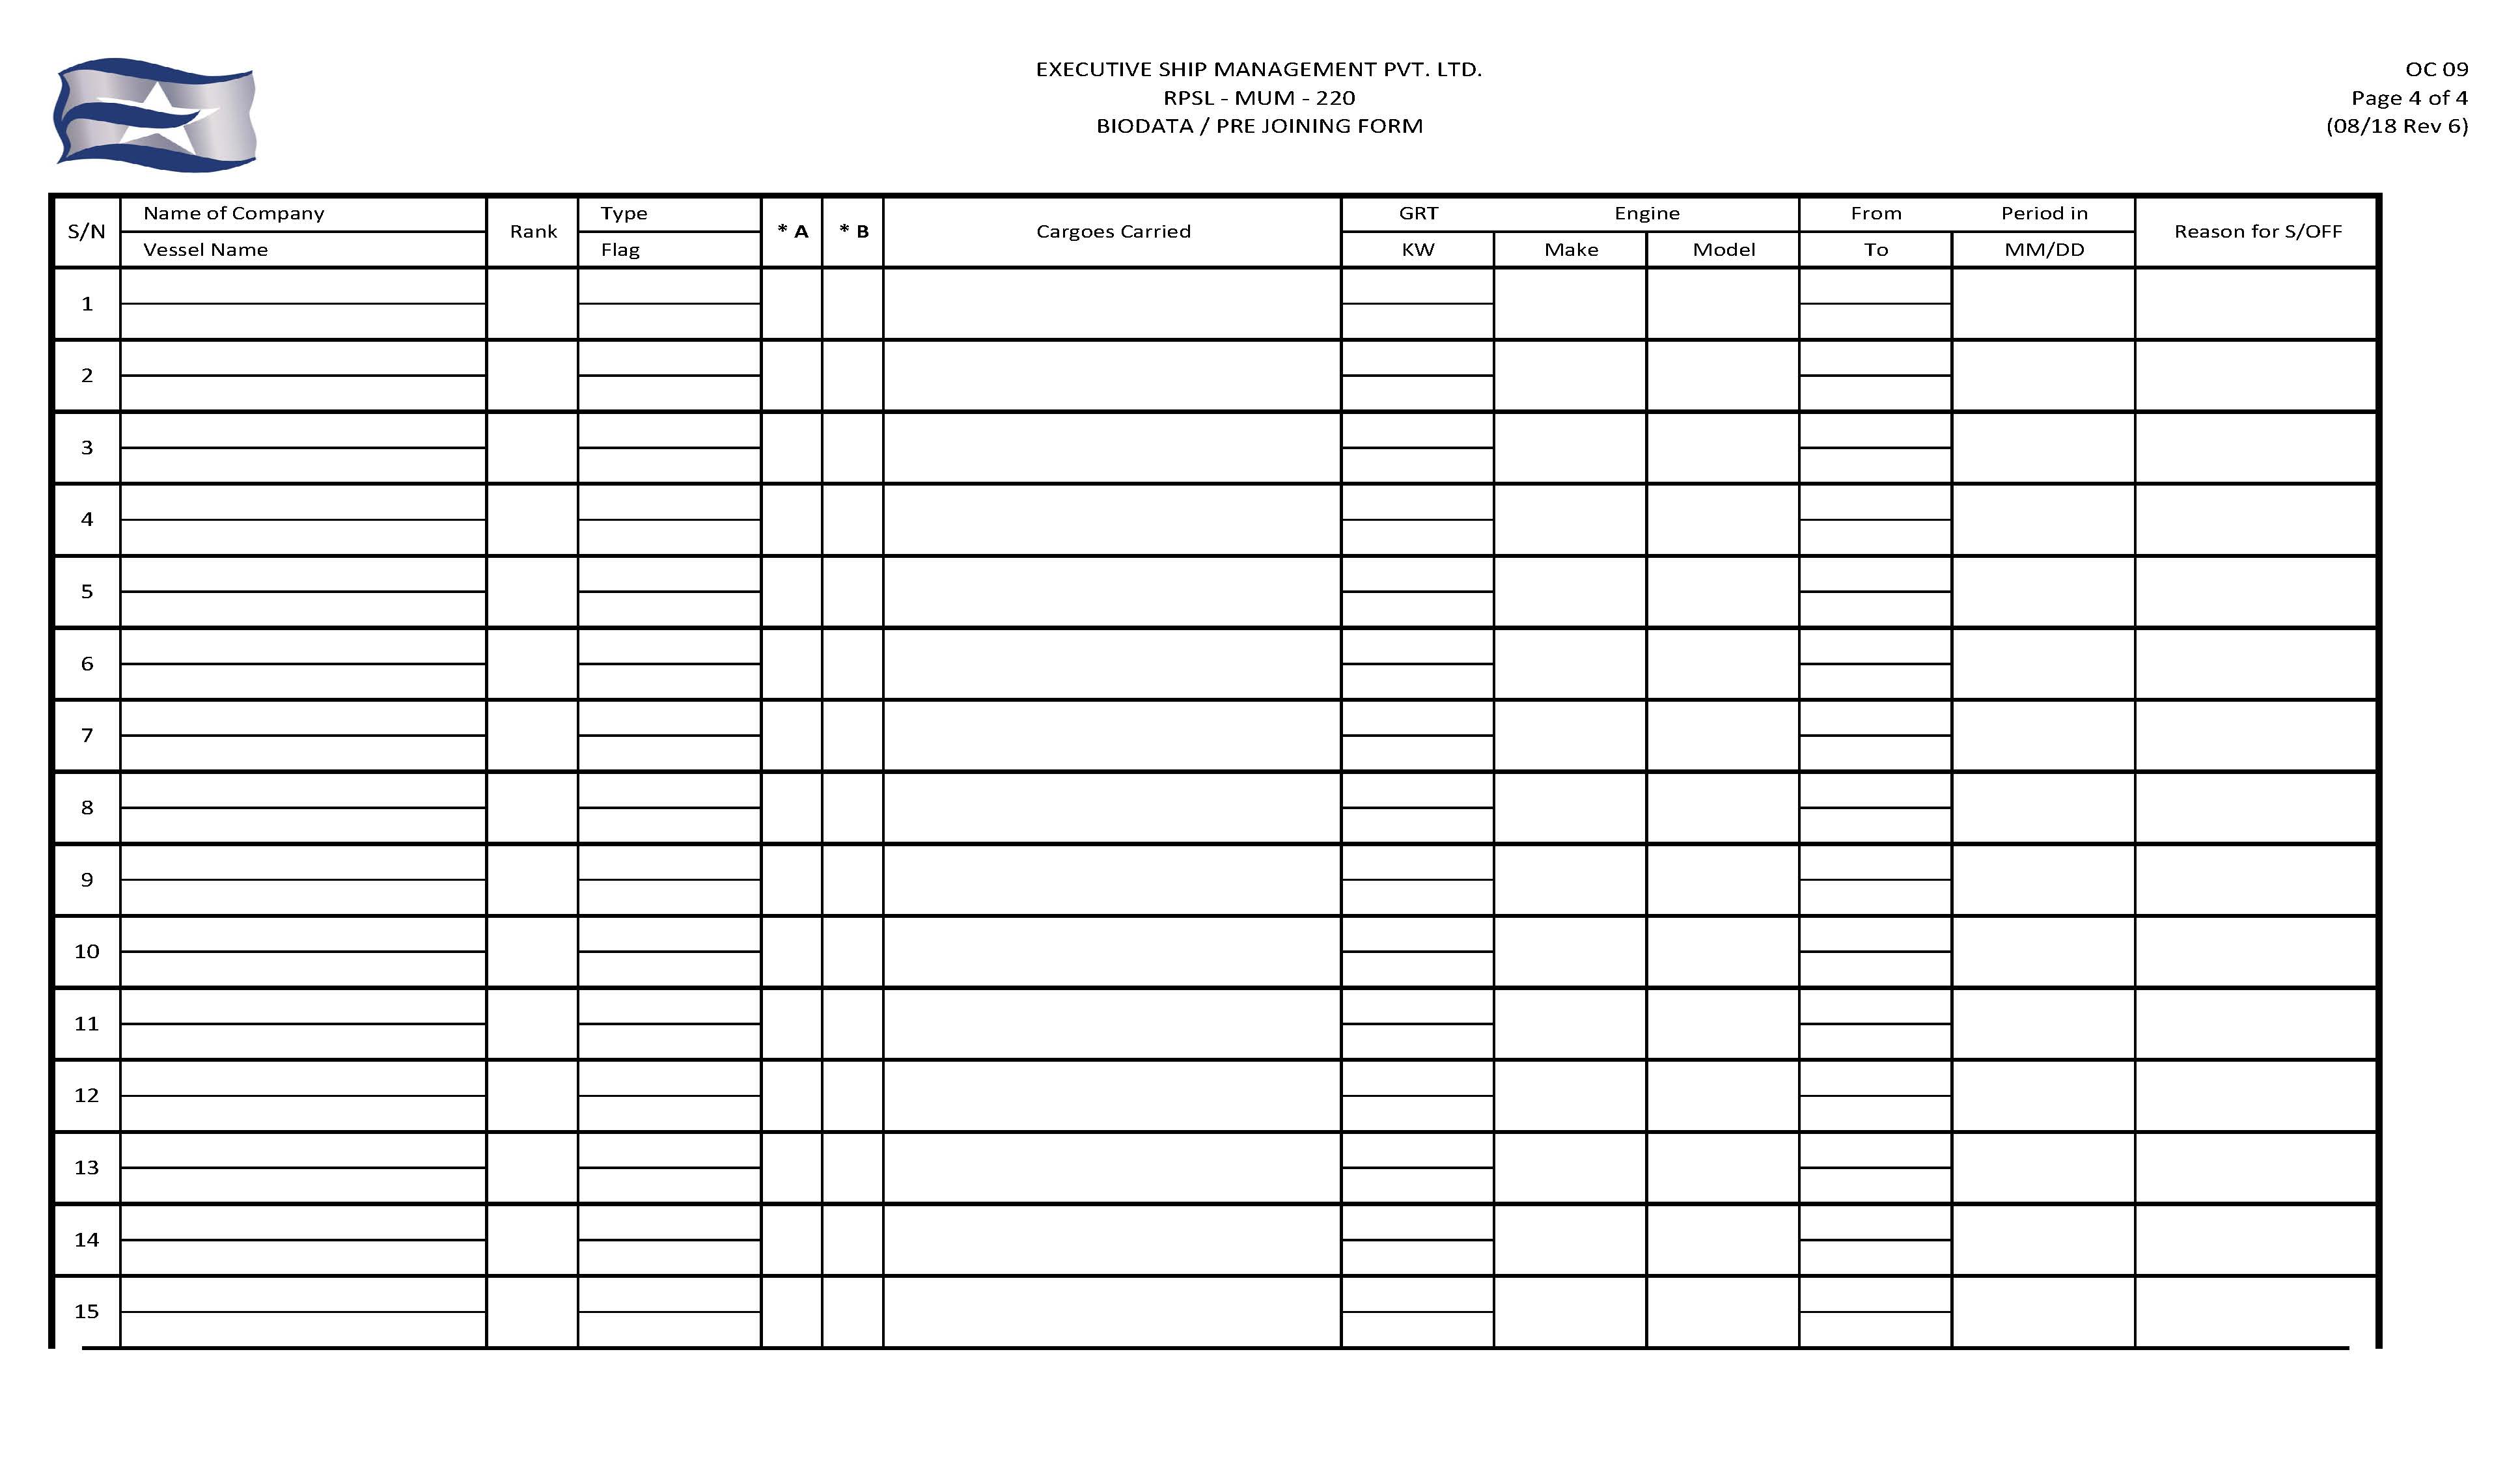 EXECUTIVE SHIP MANAGEMENT PVT. LTD.
RPSL - MUM - 220
BIODATA / PRE JOINING FORM
OC 09
Page 4 of 4
(08/18 Rev 6)
S/N
Name of Company
Vessel Name
Rank
Type
Flag
* A
* B
Cargoes Carried
GRT
KW
Engine
Make
Model
From
To
Period in
MM/DD
Reason for S/OFF
1
2
3
4
5
6
7
8
9
10
11
12
13
14
15